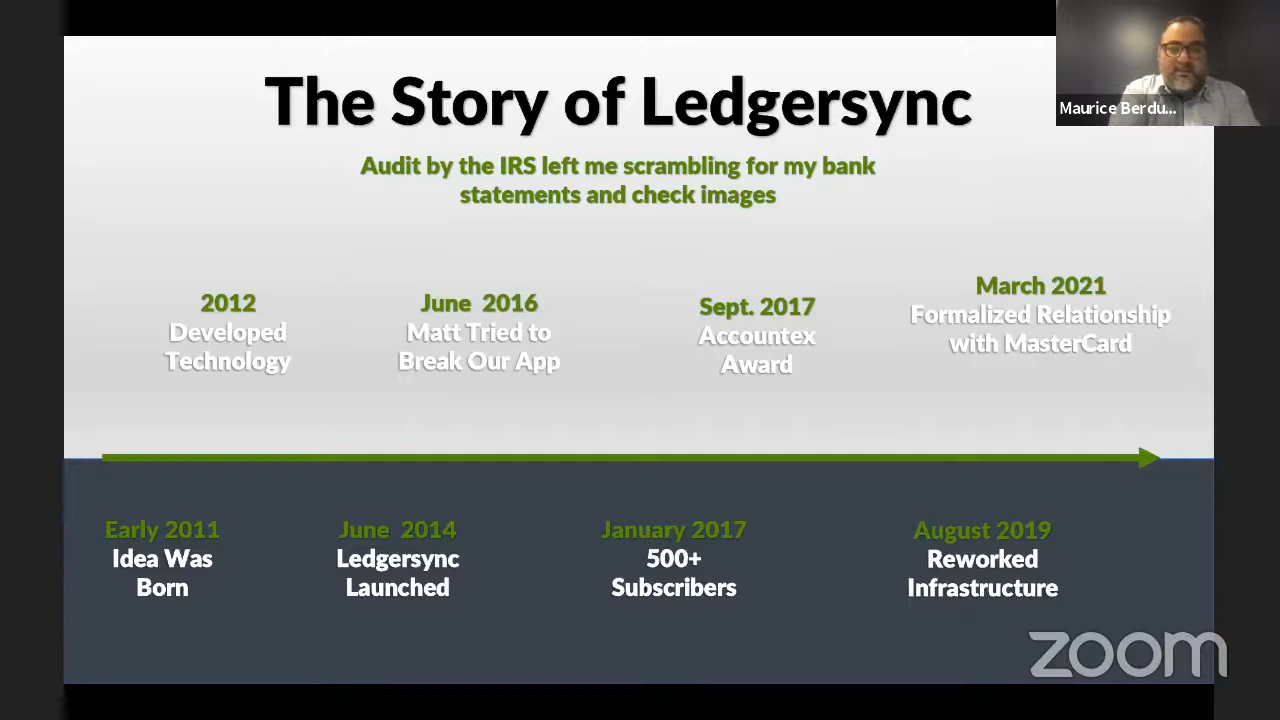 The Story of Ledgersync
Maurice Berdu...
Audit by the IRS left me scrambling for my bank
statements and check images
2012
Developed
Technology
June 2016
Matt Tried to
Break Our App
Sept. 2017
Accountex
Award
March 2021
Formalized Relationship
with MasterCard
Early 2011
Idea Was
Born
June 2014
Ledgersync
Launched
January 2017
500+
Subscribers
August 2019
Reworked
Infrastructure
zoom